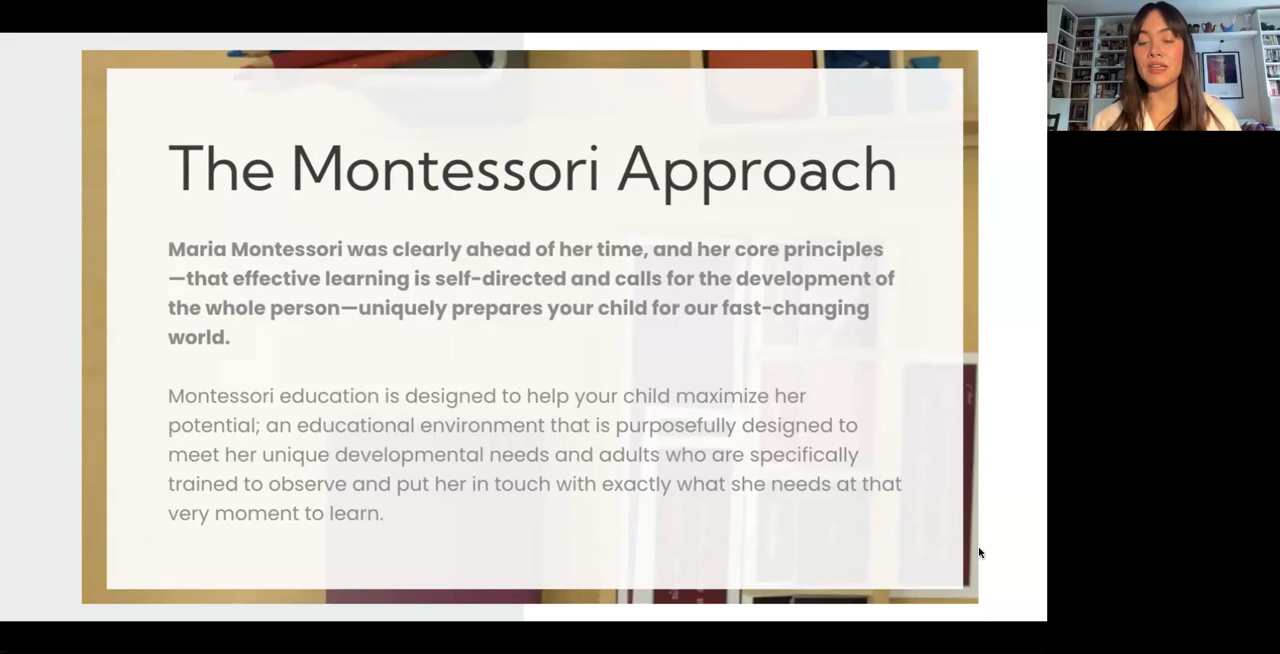 The Montessori Approach
Maria Montessori was clearly ahead of her time, and her core principles
—that effective learning is self-directed and calls for the development of
the whole person—uniquely prepares your child for our fast-changing
world.
Montessori education is designed to help your child maximize her
potential; an educational environment that is purposefully designed to
meet her unique developmental needs and adults who are specifically
trained to observe and put her in touch with exactly what she needs at that
very moment to learn.